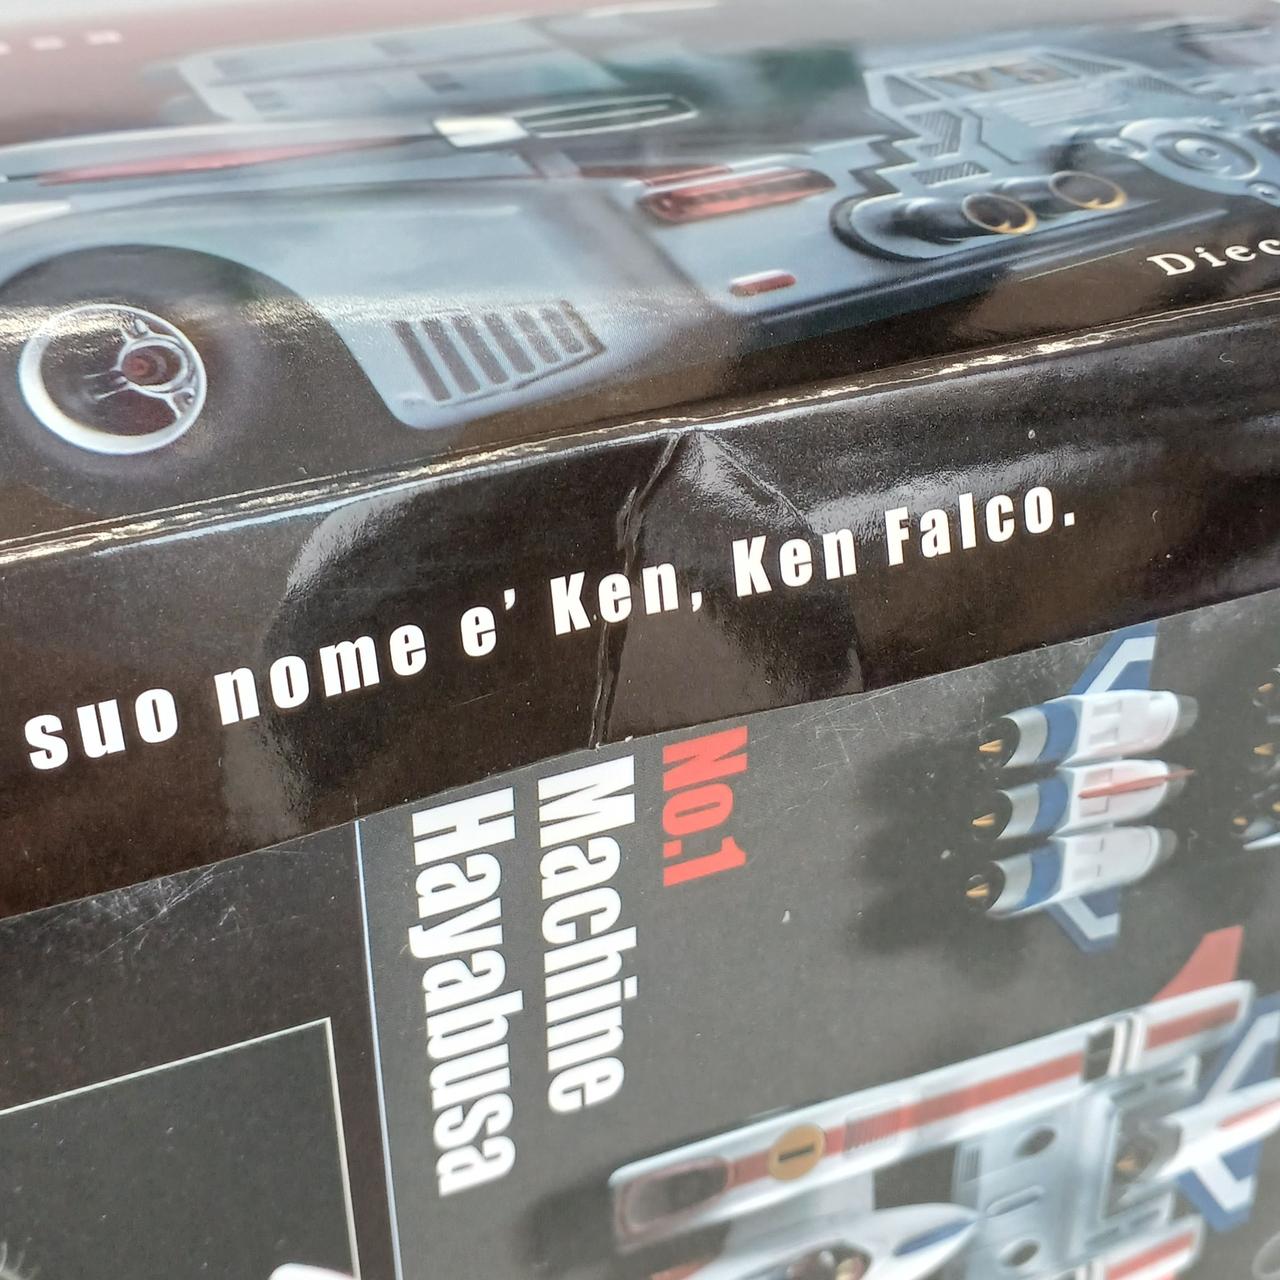 Diec
suo nome e' Ken, Ken Falco.
No.1
Machine
Hayabusa